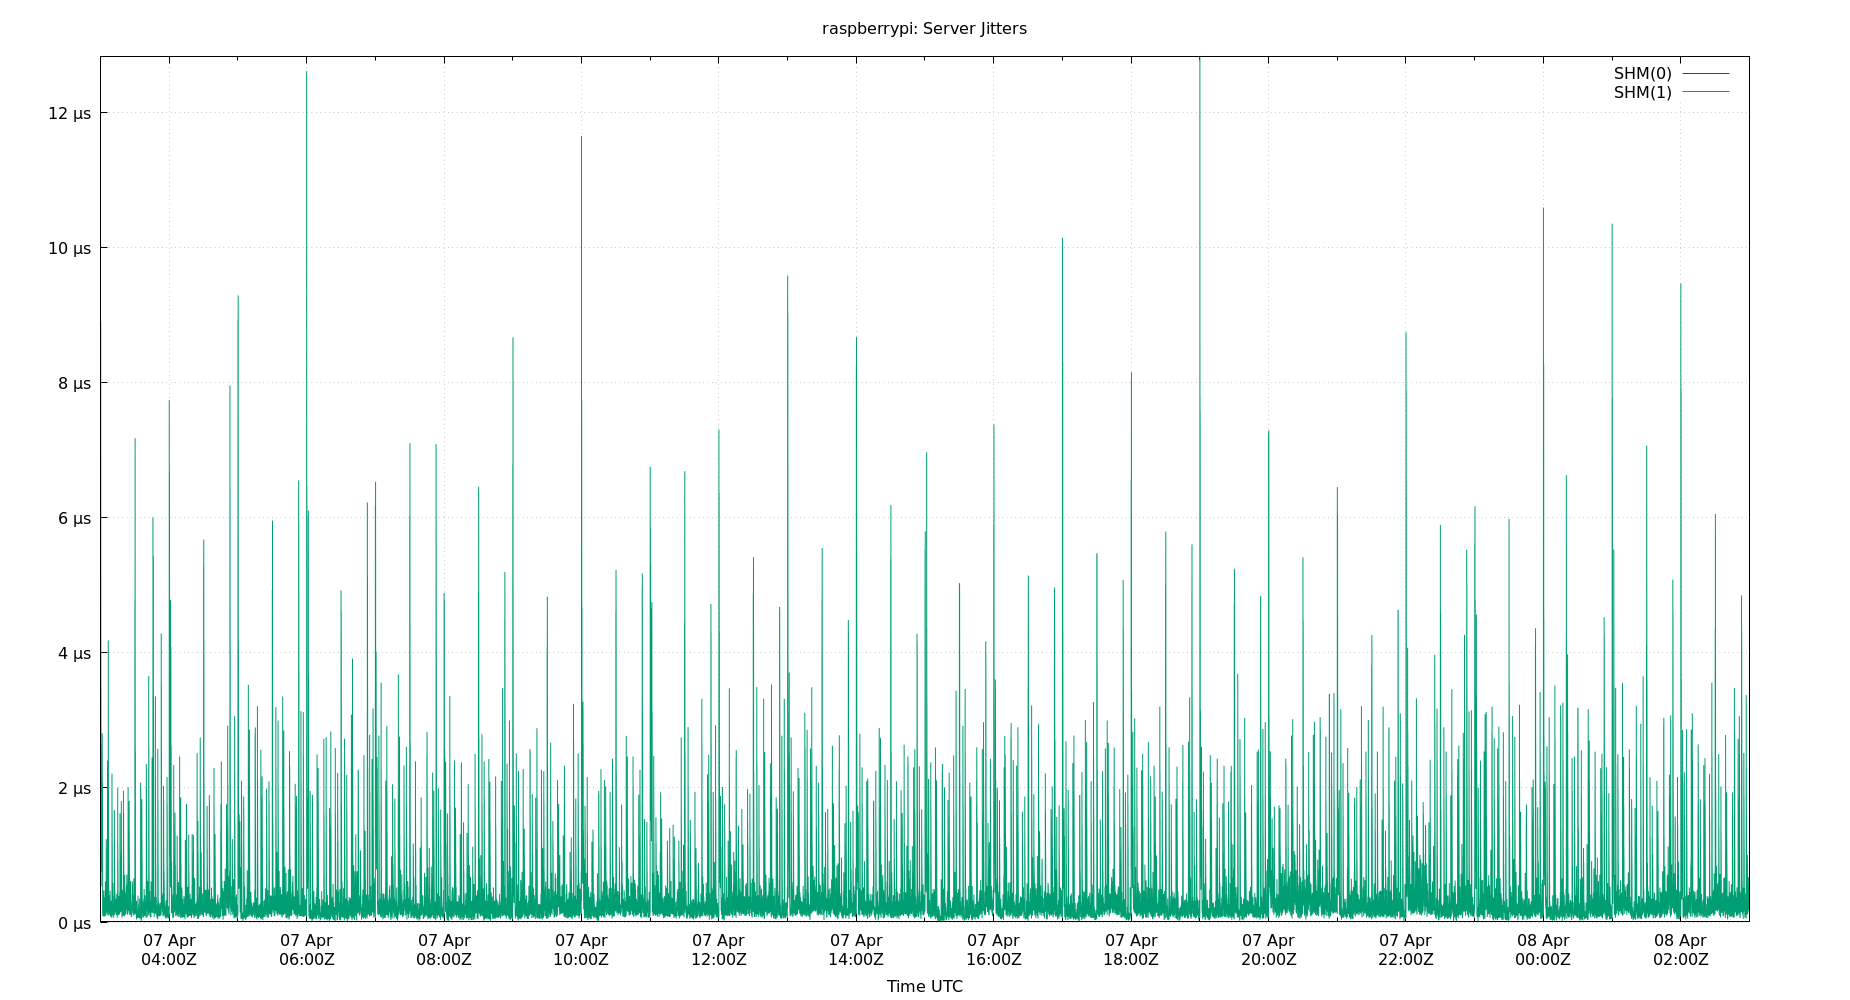 raspberrypi: Server Jitters
SHM(0)
SHM(1)
12 µs
10 µs
8 µs
6 µs
4 µs
2 µs
0 µs
07 Apr 07 Apr 07 Apr 07 Apr 07 Apr 07 Apr 07 Apr 07 Apr 07 Apr 07 Apr 08 Apr 08 Apr
04:00Z 06:00Z 08:00Z 10:00Z 12:00Z 14:00Z 16:00Z 18:00Z 20:00Z 22:00Z 00:00Z 02:00Z
Time UTC